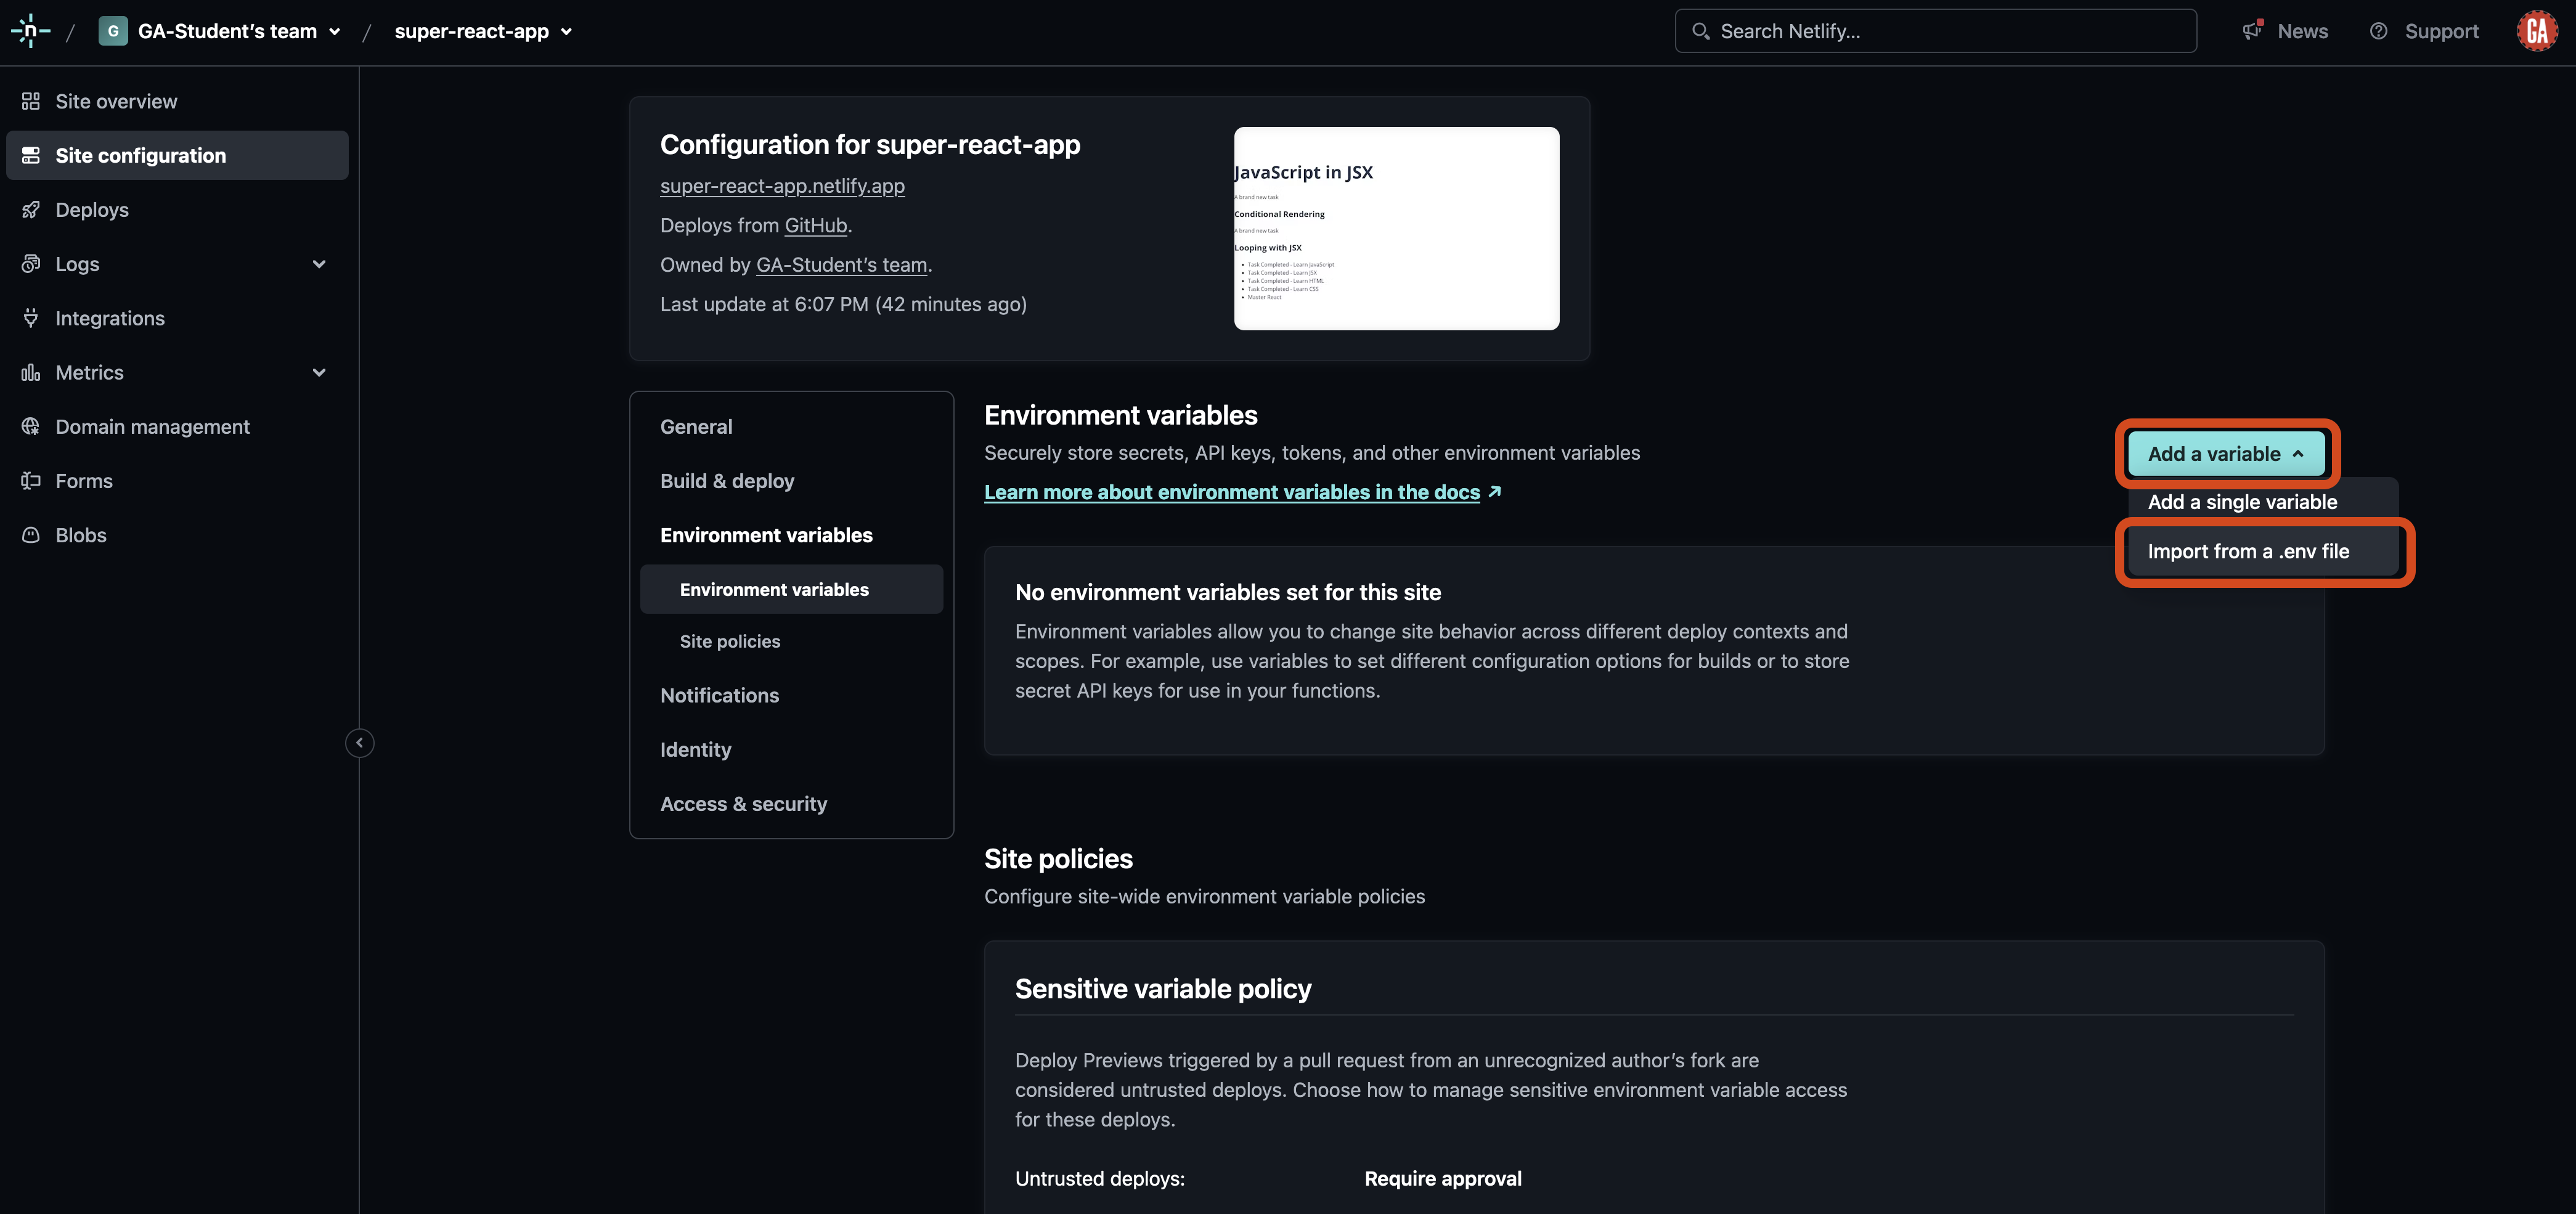 n / G GA-Student’s team / super-react-app
Search Netlify...
News
Support
GA
Site overview
Site configuration
Deploys
Logs
Integrations
Metrics
Domain management
Forms
Blobs
Configuration for super-react-app
super-react-app.netlify.app
Deploys from GitHub.
Owned by GA-Student’s team.
Last update at 6:07 PM (42 minutes ago)
JavaScript in JSX
A brand new task
Conditional Rendering
A brand new task
Looping with JSX
• Task Completed - Learn JavaScript
• Task Completed - Learn JSX
• Task Completed - Learn HTML
• Task Completed - Learn CSS
• Master React
General
Build & deploy
Environment variables
Environment variables
Site policies
Notifications
Identity
Access & security
Environment variables
Securely store secrets, API keys, tokens, and other environment variables
Learn more about environment variables in the docs
Add a variable
Add a single variable
Import from a .env file
No environment variables set for this site
Environment variables allow you to change site behavior across different deploy contexts and
scopes. For example, use variables to set different configuration options for builds or to store
secret API keys for use in your functions.
Site policies
Configure site-wide environment variable policies
Sensitive variable policy
Deploy Previews triggered by a pull request from an unrecognized author’s fork are
considered untrusted deploys. Choose how to manage sensitive environment variable access
for these deploys.
Untrusted deploys: Require approval